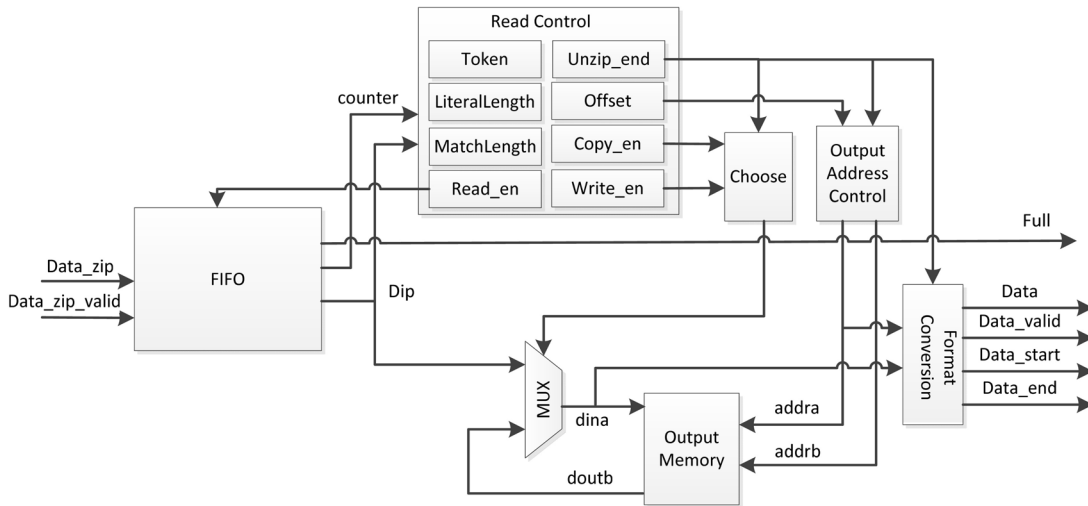 Read Control
Token
Unzip_end
counter
LiteralLength
Offset
MatchLength
Copy_en
Output
Address
Control
Choose
Read_en
Write_en
Full
Data_zip
FIFO
Data_zip_valid
Dip
Data
Data_valid
Format
Conversion
Data_start
Data_end
MUX
dina
addra
Output
Memory
addrb
doutb